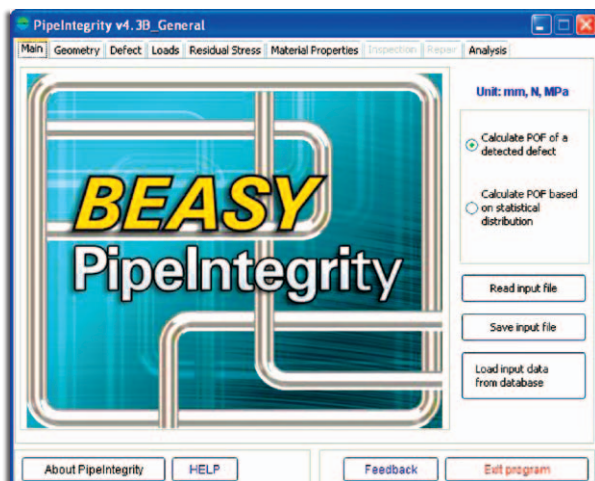 PipeIntegrity v4.3B_General
Main Geometry Defect Loads Residual Stress Material Properties Inspection Repair Analysis
Unit: mm, N, MPa
Calculate POF of a
detected defect
Calculate POF based
on statistical
distribution
BEASY
PipeIntegrity
Read input file
Save input file
Load input data
from database
About PipeIntegrity HELP Feedback Exit program